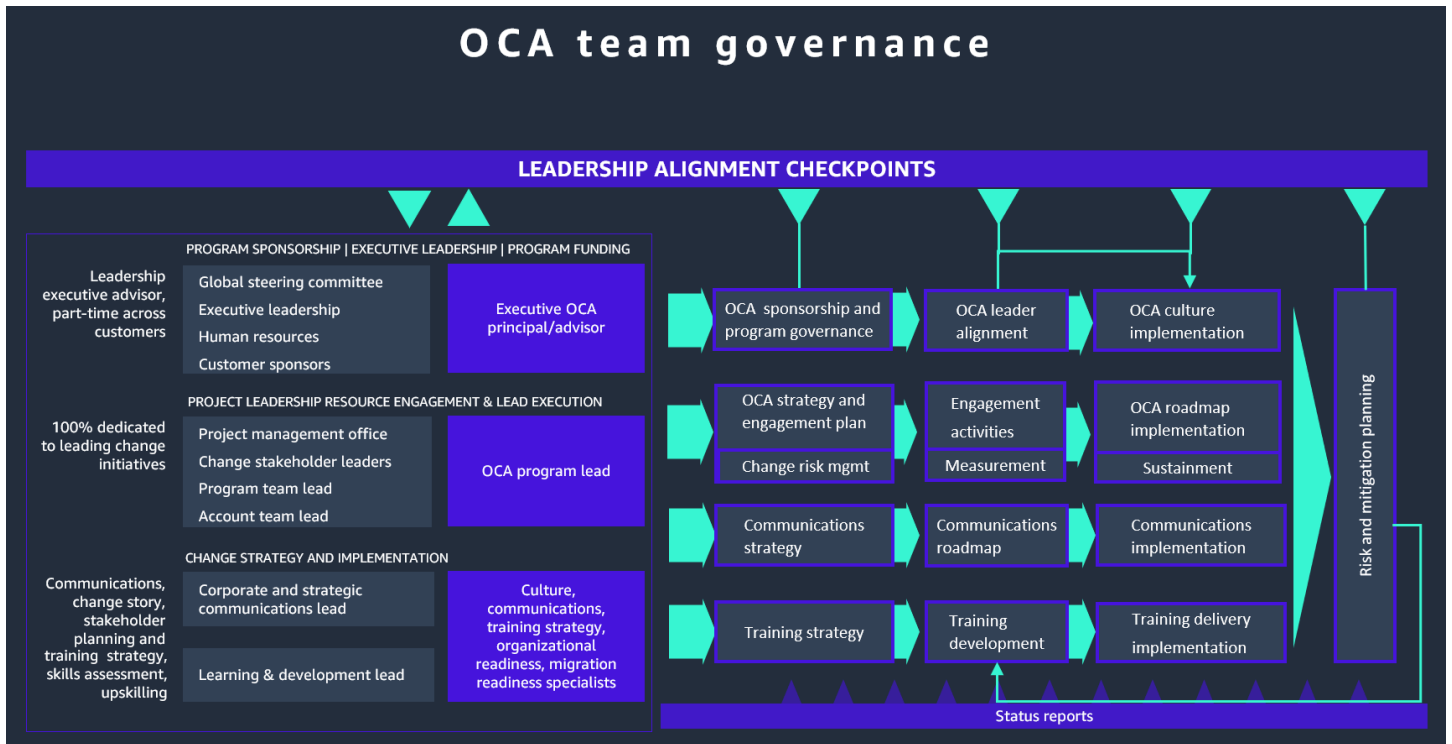 OCA team governance
LEADERSHIP ALIGNMENT CHECKPOINTS
PROGRAM SPONSORSHIP | EXECUTIVE LEADERSHIP | PROGRAM FUNDING
Leadership
executive advisor,
part-time across
customers
Global steering committee
Executive leadership
Human resources
Customer sponsors
Executive OCA
principal/advisor
PROJECT LEADERSHIP RESOURCE ENGAGEMENT & LEAD EXECUTION
100% dedicated
to leading change
initiatives
Project management office
Change stakeholder leaders
Program team lead
Account team lead
OCA program lead
CHANGE STRATEGY AND IMPLEMENTATION
Communications,
change story,
stakeholder
planning and
training strategy,
skills assessment,
upskilling
Corporate and strategic
communications lead
Learning & development lead
Culture,
communications,
training strategy,
organizational
readiness, migration
readiness specialists
OCA sponsorship and
program governance
OCA leader
alignment
OCA culture
implementation
OCA strategy and
engagement plan
Change risk mgmt
Engagement
activities
Measurement
OCA roadmap
implementation
Sustainment
Communications
strategy
Communications
roadmap
Communications
implementation
Training strategy
Training
development
Training delivery
implementation
Risk and mitigation planning
Status reports